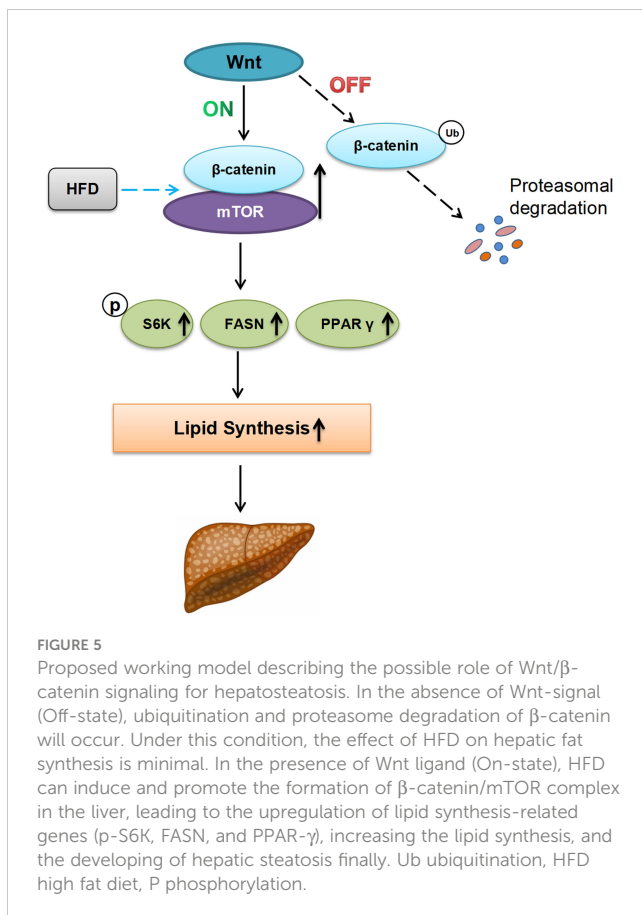 Wnt
OFF
ON
Ub
β-catenin
β-catenin
HFD
mTOR
Proteasomal
degradation
p
S6K
FASN
PPAR γ
Lipid Synthesis
FIGURE 5
Proposed working model describing the possible role of Wnt/β-
catenin signaling for hepatosteatosis. In the absence of Wnt-signal
(Off-state), ubiquitination and proteasome degradation of β-catenin
will occur. Under this condition, the effect of HFD on hepatic fat
synthesis is minimal. In the presence of Wnt ligand (On-state), HFD
can induce and promote the formation of β-catenin/mTOR complex
in the liver, leading to the upregulation of lipid synthesis-related
genes (p-S6K, FASN, and PPAR-γ), increasing the lipid synthesis, and
the developing of hepatic steatosis finally. Ub ubiquitination, HFD
high fat diet, P phosphorylation.